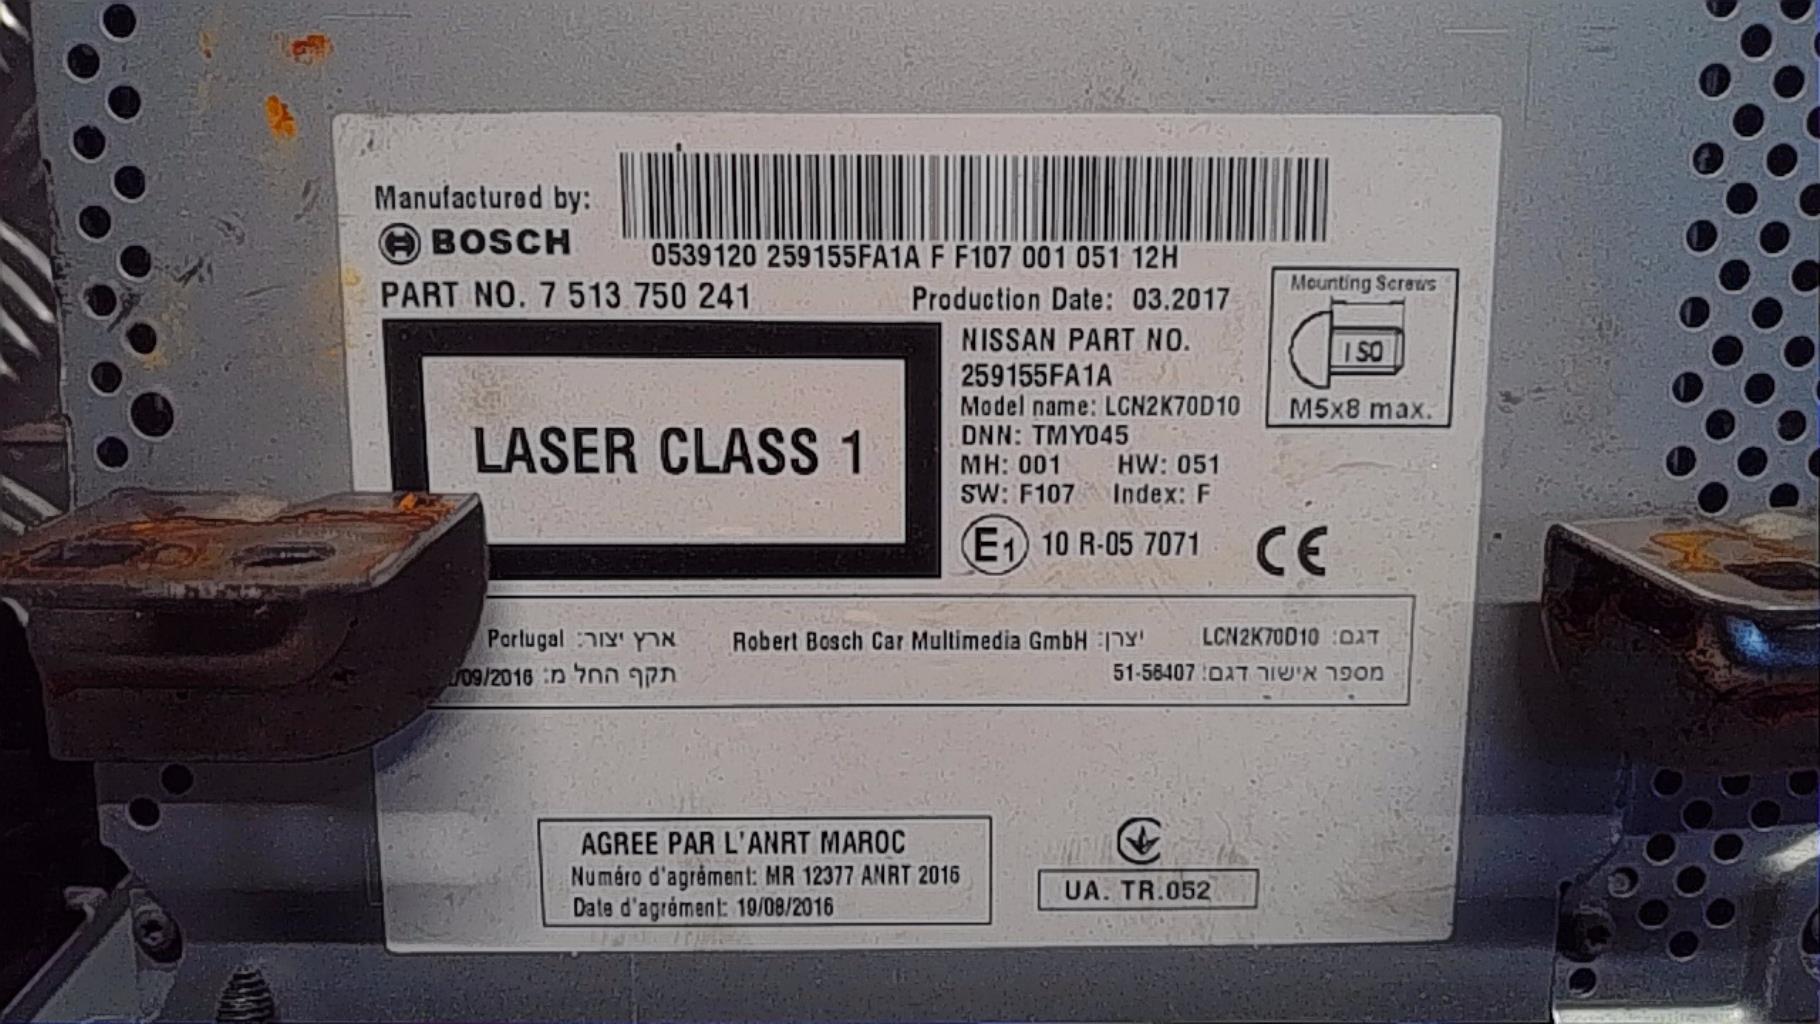 Manufactured by:
BOSCH
0539120 259155FA1A F F107 001 051 12H
PART NO. 7 513 750 241
Production Date: 03.2017
Mounting Screws
ISO
M5x8 max.
LASER CLASS 1
NISSAN PART NO.
259155FA1A
Model name: LCN2K70D10
DNN: TMY045
MH: 001 HW: 051
SW: F107 Index: F
E1 10 R-05 7071 CE
דגם: LCN2K70D10 יצרן: Robert Bosch Car Multimedia GmbH ארץ יצור: Portugal
מספר אישור דגם: 51-56407 תקף החל מ: /09/2016
AGREE PAR L'ANRT MAROC
Numéro d'agrément: MR 12377 ANRT 2016
Date d'agrément: 19/08/2016
UA. TR.052